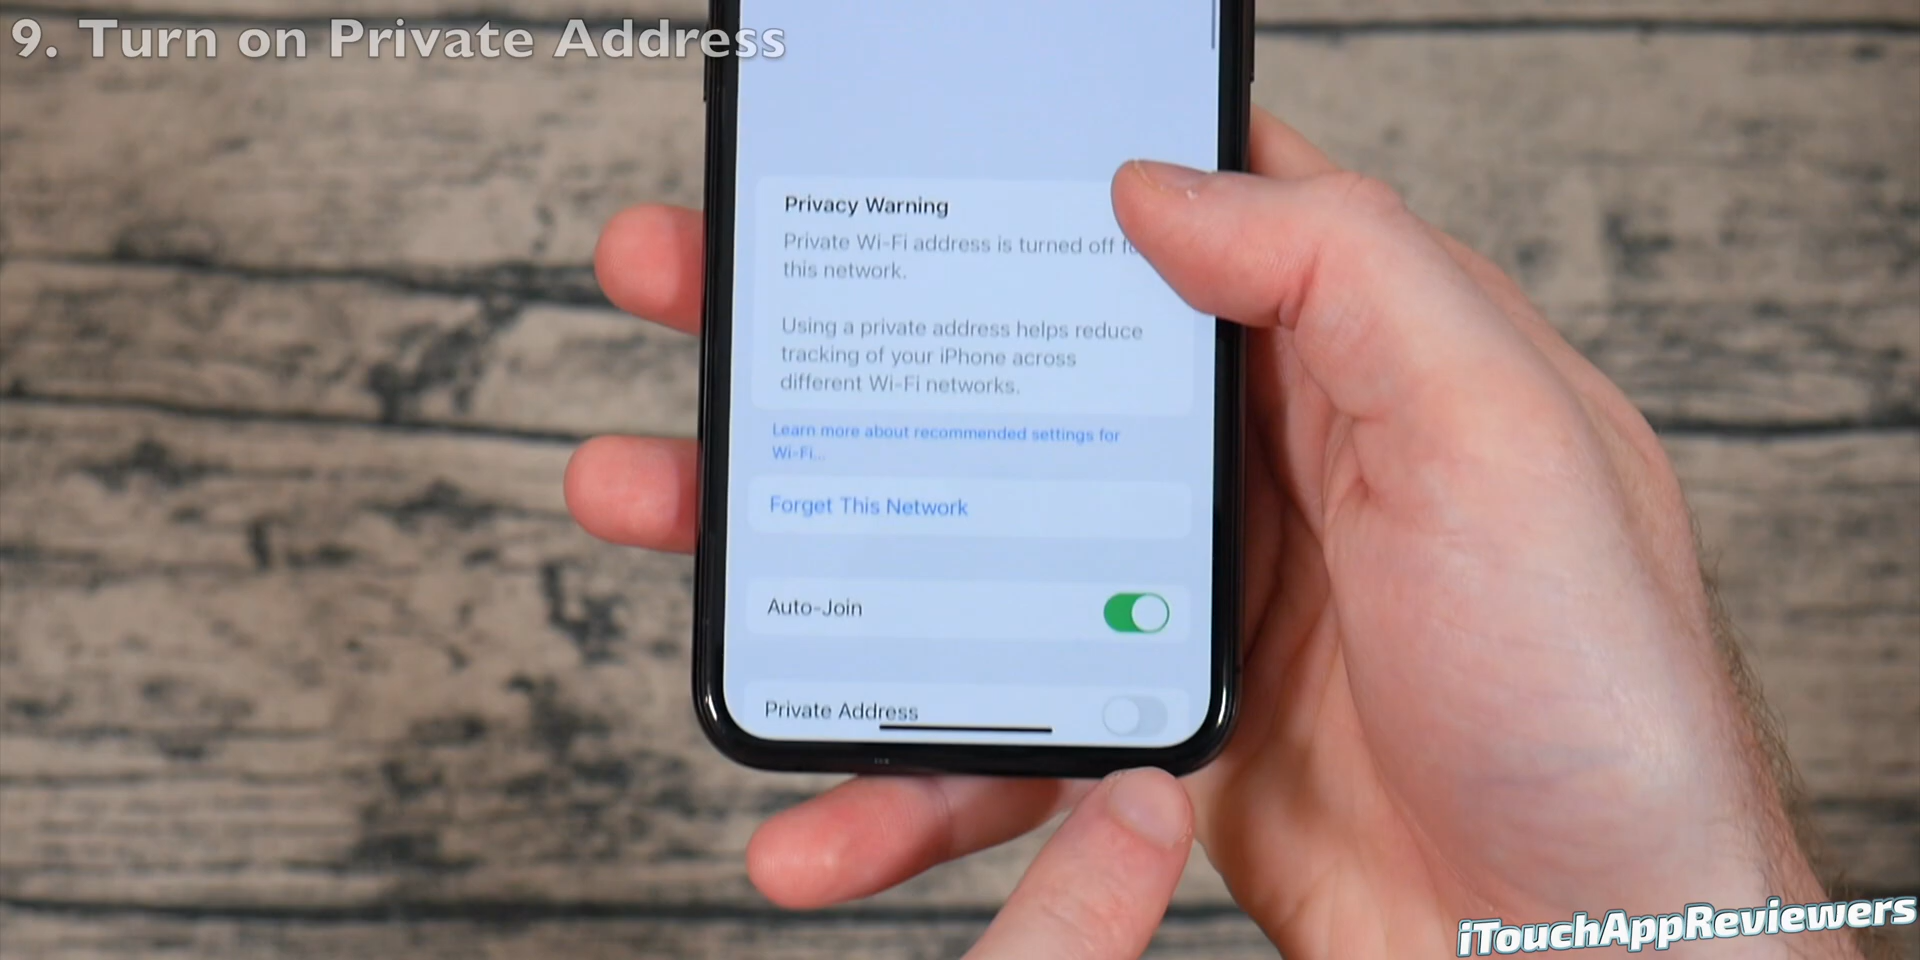 9. Turn on Private Address
Privacy Warning
Private Wi-Fi address is turned off
this network.
Using a private address helps reduce
tracking of your iPhone across
different Wi-Fi networks.
Learn more about recommended settings for
Wi-Fi...
Forget This Network
Auto-Join
Private Address
iTouchAppReviewers